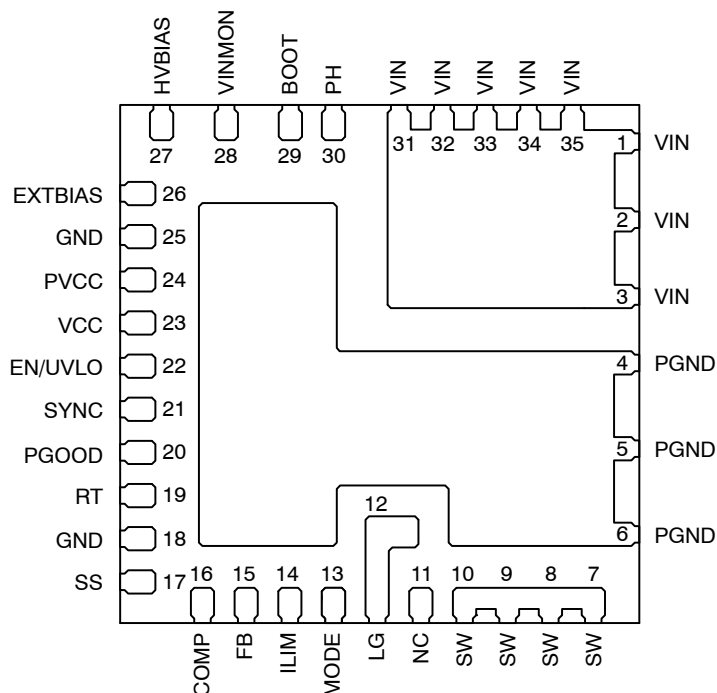 HVBIAS VINMON BOOT PH VIN VIN VIN VIN VIN
27 28 29 30 31 32 33 34 35 1 VIN
EXTBIAS 26
2 VIN
GND 25
PVCC 24
3 VIN
VCC 23
EN/UVLO 22
4 PGND
SYNC 21
PGOOD 20
5 PGND
RT 19
12
GND 18
6 PGND
SS 17
16 15 14 13 11 10 9 8 7
COMP FB ILIM MODE LG NC SW SW SW SW